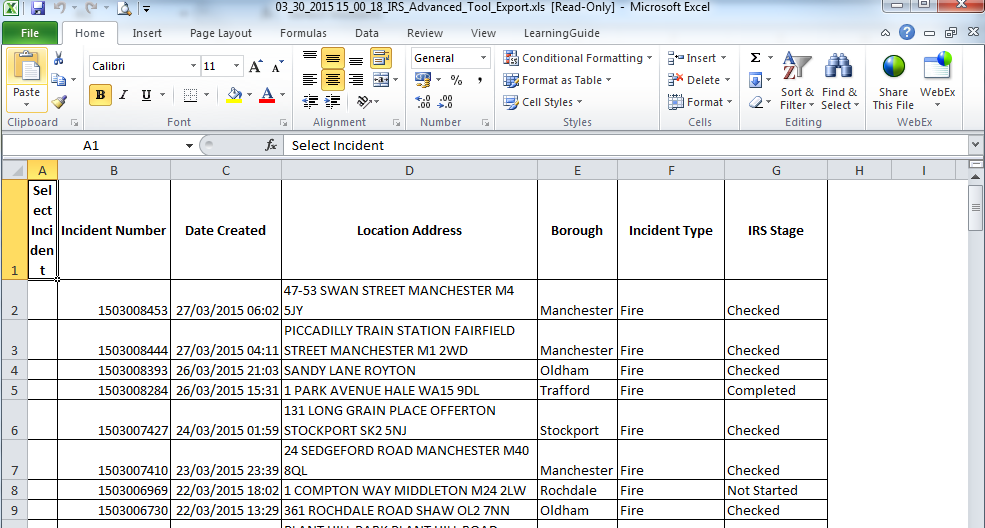 03_30_2015 15_00_18_IRS_Advanced_Tool_Export.xls [Read-Only] - Microsoft Excel
File Home Insert Page Layout Formulas Data Review View LearningGuide
Paste
Calibri 11
B I U
A A
A
General
% ,
Conditional Formatting
Format as Table
Cell Styles
Insert
Delete
Format
Σ
Sort & Filter
Find & Select
Share This File
WebEx
Clipboard Font Alignment Number Styles Cells Editing WebEx
A1 fx Select Incident
A B C D E F G H I
1 Select Incident Incident Number Date Created Location Address Borough Incident Type IRS Stage
2 1503008453 27/03/2015 06:02 47-53 SWAN STREET MANCHESTER M4 5JY Manchester Fire Checked
3 1503008444 27/03/2015 04:11 PICCADILLY TRAIN STATION FAIRFIELD STREET MANCHESTER M1 2WD Manchester Fire Checked
4 1503008393 26/03/2015 21:03 SANDY LANE ROYTON Oldham Fire Checked
5 1503008284 26/03/2015 15:31 1 PARK AVENUE HALE WA15 9DL Trafford Fire Completed
6 1503007427 24/03/2015 01:59 131 LONG GRAIN PLACE OFFERTON STOCKPORT SK2 5NJ Stockport Fire Checked
7 1503007410 23/03/2015 23:39 24 SEDGEFORD ROAD MANCHESTER M40 8QL Manchester Fire Checked
8 1503006969 22/03/2015 18:02 1 COMPTON WAY MIDDLETON M24 2LW Rochdale Fire Not Started
9 1503006730 22/03/2015 13:29 361 ROCHDALE ROAD SHAW OL2 7NN Oldham Fire Checked